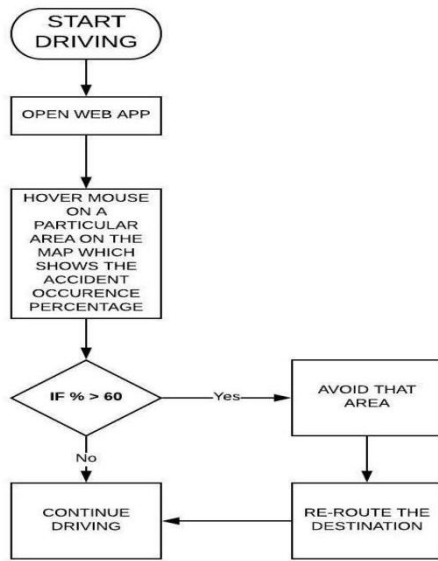 START
DRIVING
OPEN WEB APP
HOVER MOUSE
ON A
PARTICULAR
AREA ON THE
MAP WHICH
SHOWS THE
ACCIDENT
OCCURENCE
PERCENTAGE
IF % > 60
Yes
AVOID THAT
AREA
No
CONTINUE
DRIVING
RE-ROUTE THE
DESTINATION